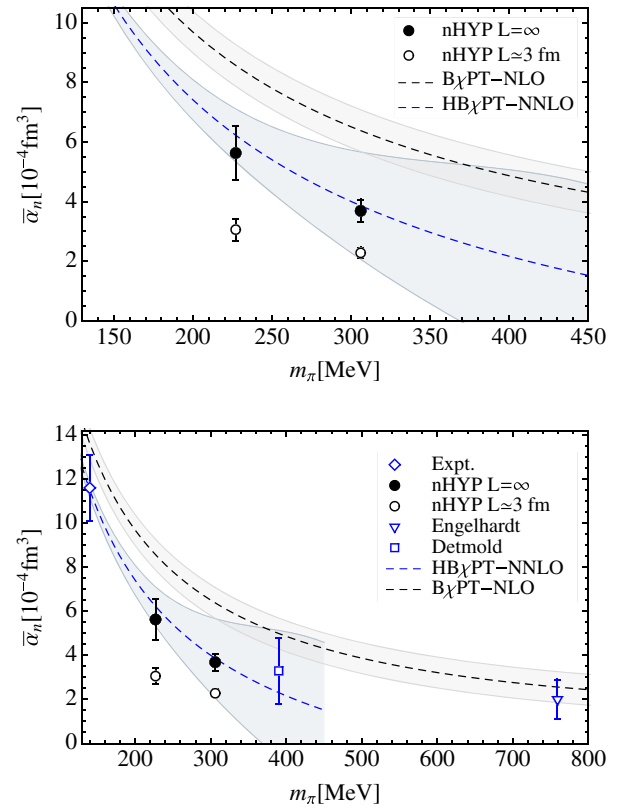 10
8
6
4
2
0
ᾱn[10⁻⁴fm³]
nHYP L=∞
nHYP L≃3 fm
BχPT−NLO
HBχPT−NNLO
150 200 250 300 350 400 450
mπ[MeV]
14
12
10
8
6
4
2
0
ᾱn[10⁻⁴fm³]
Expt.
nHYP L=∞
nHYP L≃3 fm
Engelhardt
Detmold
HBχPT−NNLO
BχPT−NLO
200 300 400 500 600 700 800
mπ[MeV]